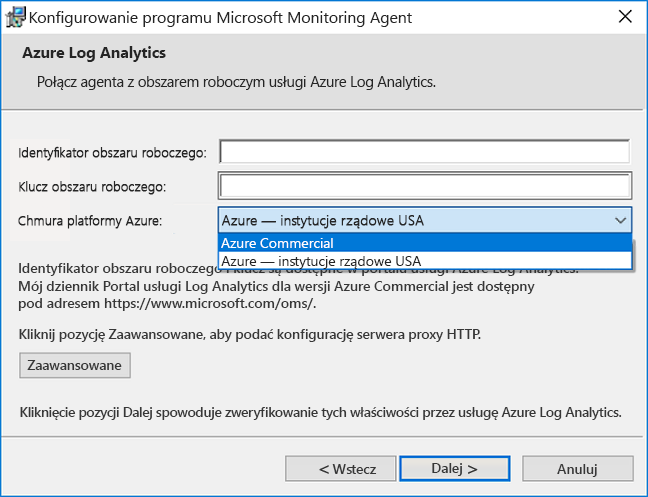 Konfigurowanie programu Microsoft Monitoring Agent
Azure Log Analytics
Połącz agenta z obszarem roboczym usługi Azure Log Analytics.
Identyfikator obszaru roboczego:
Klucz obszaru roboczego:
Chmura platformy Azure: Azure — instytucje rządowe USA
Azure Commercial
Azure — instytucje rządowe USA
Identyfikator obszaru roboczego i klucz są dostępne w portalu usługi Azure Log Analytics.
Mój dziennik Portal usługi Log Analytics dla wersji Azure Commercial jest dostępny
pod adresem https://www.microsoft.com/oms/.
Kliknij pozycję Zaawansowane, aby podać konfigurację serwera proxy HTTP.
Zaawansowane
Kliknięcie pozycji Dalej spowoduje zweryfikowanie tych właściwości przez usługę Azure Log Analytics.
< Wstecz Dalej > Anuluj